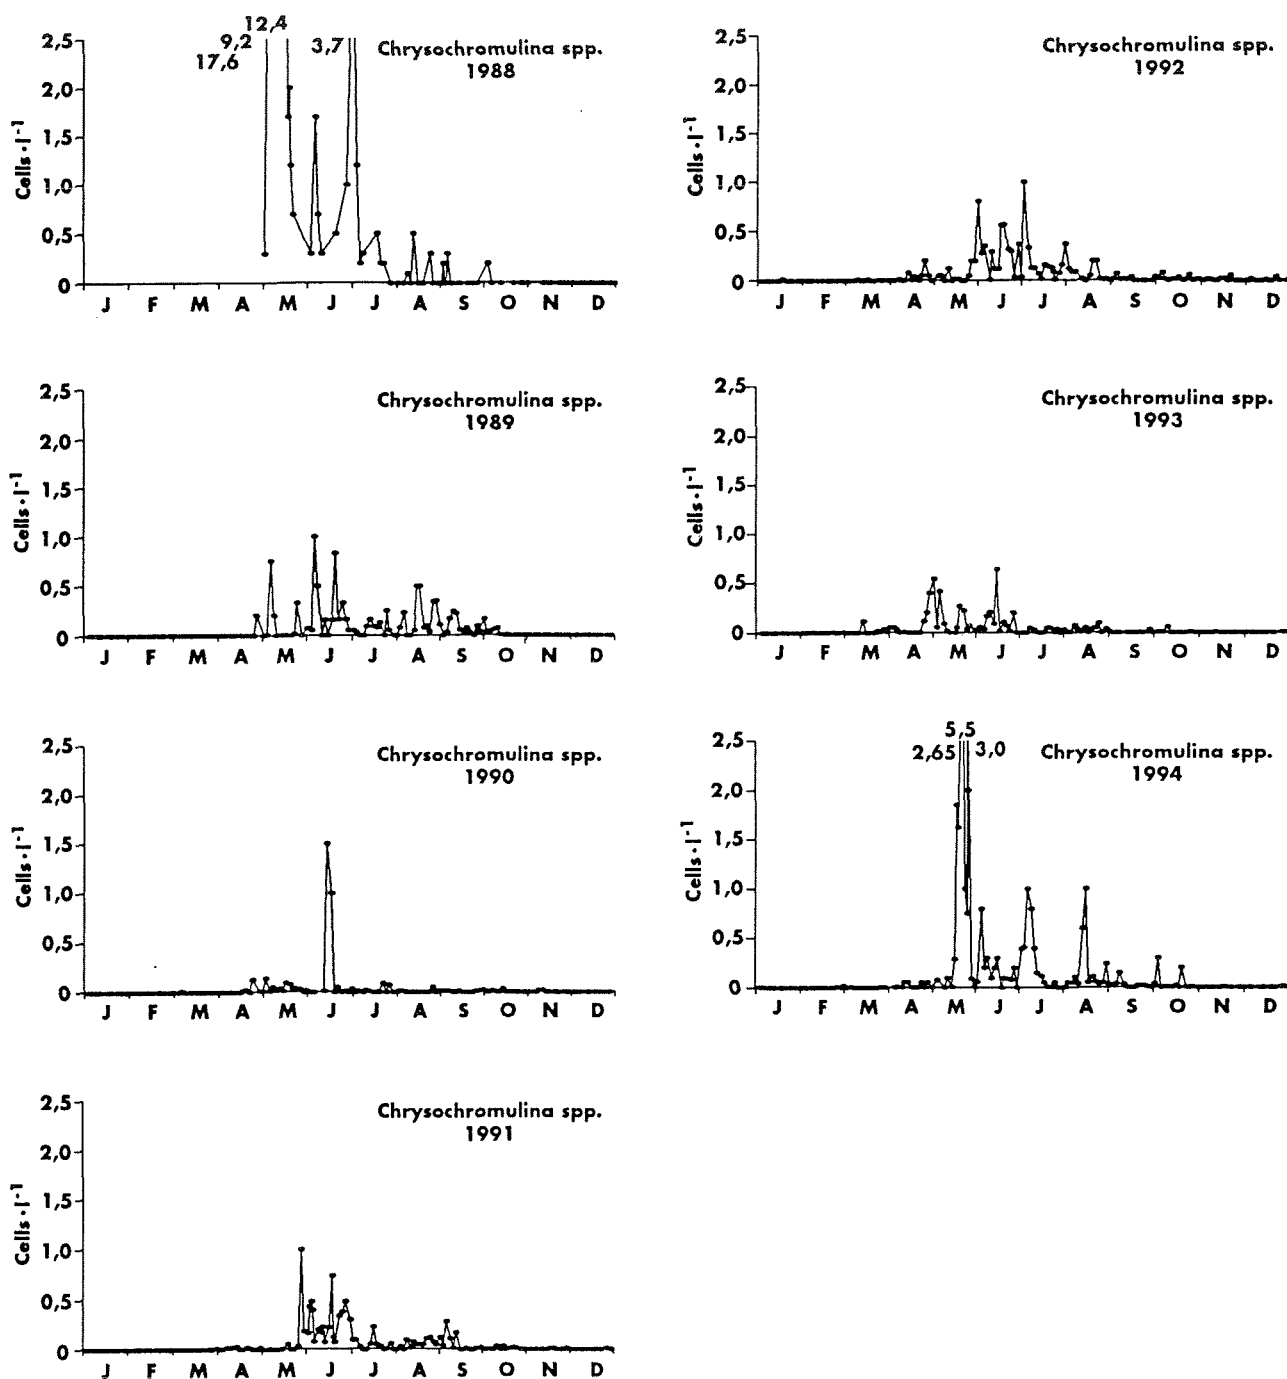 12,4
9,2
17,6
3,7
Chrysochromulina spp.
1988
2,5
2,0
1,5
1,0
0,5
0
Cells·l⁻¹
J F M A M J J A S O N D
Chrysochromulina spp.
1992
2,5
2,0
1,5
1,0
0,5
0
Cells·l⁻¹
J F M A M J J A S O N D
Chrysochromulina spp.
1989
2,5
2,0
1,5
1,0
0,5
0
Cells·l⁻¹
J F M A M J J A S O N D
Chrysochromulina spp.
1993
2,5
2,0
1,5
1,0
0,5
0
Cells·l⁻¹
J F M A M J J A S O N D
Chrysochromulina spp.
1990
2,5
2,0
1,5
1,0
0,5
0
Cells·l⁻¹
J F M A M J J A S O N D
5,5
2,65
3,0
Chrysochromulina spp.
1994
2,5
2,0
1,5
1,0
0,5
0
Cells·l⁻¹
J F M A M J J A S O N D
Chrysochromulina spp.
1991
2,5
2,0
1,5
1,0
0,5
0
Cells·l⁻¹
J F M A M J J A S O N D